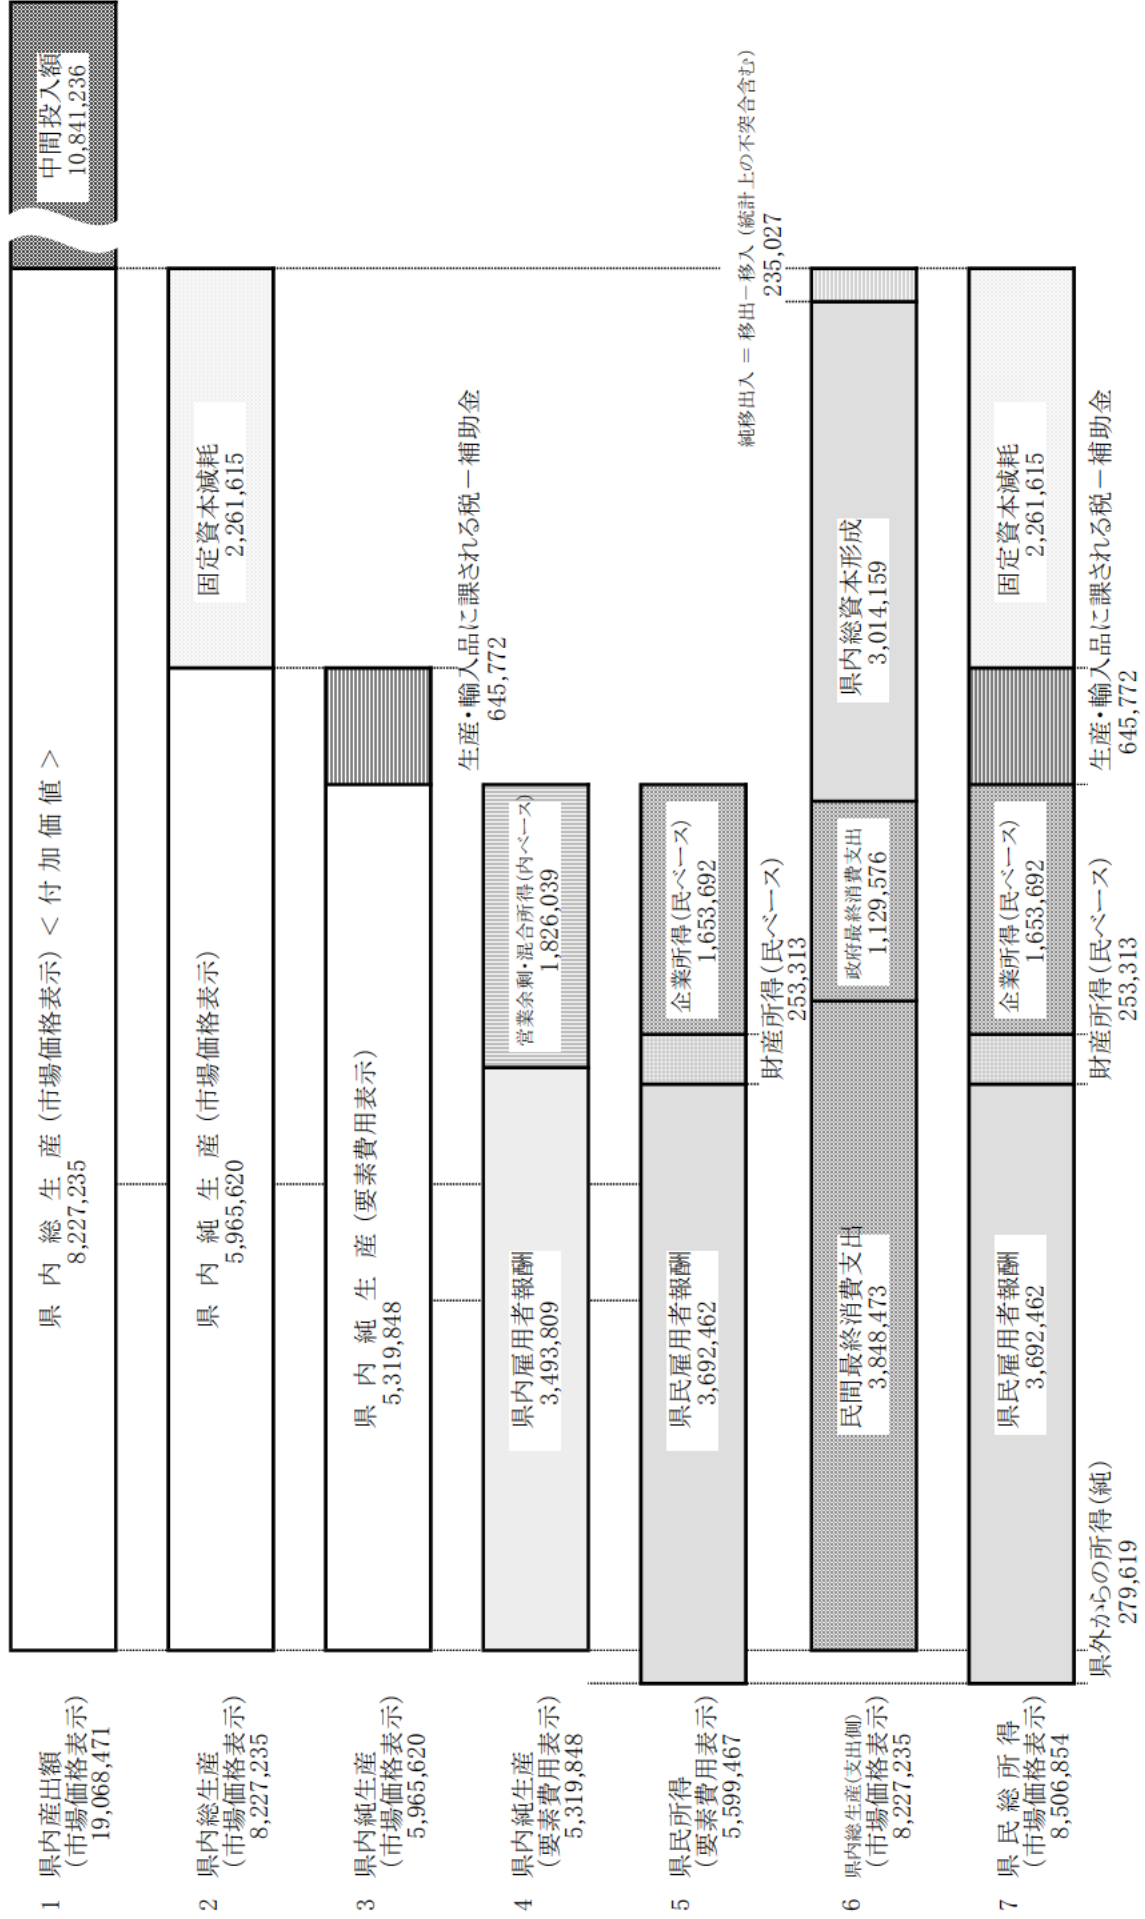 1 県内産出額
(市場価格表示)
19,068,471
県 内 総 生 産 (市場価格表示) < 付 加 価 値 >
8,227,235
中間投入額
10,841,236
2 県内総生産
(市場価格表示)
8,227,235
県 内 純 生 産 (市場価格表示)
5,965,620
固定資本減耗
2,261,615
3 県内純生産
(市場価格表示)
5,965,620
県 内 純 生 産 (要素費用表示)
5,319,848
生産・輸入品に課される税－補助金
645,772
4 県内純生産
(要素費用表示)
5,319,848
県内雇用者報酬
3,493,809
営業余剰・混合所得(内ベース)
1,826,039
5 県民所得
(要素費用表示)
5,599,467
県民雇用者報酬
3,692,462
企業所得(民ベース)
1,653,692
財産所得(民ベース)
253,313
純移出入 = 移出－移入 (統計上の不突合含む)
235,027
6 県内総生産(支出側)
(市場価格表示)
8,227,235
民間最終消費支出
3,848,473
政府最終消費支出
1,129,576
県内総資本形成
3,014,159
7 県 民 総 所 得
(市場価格表示)
8,506,854
県民雇用者報酬
3,692,462
企業所得(民ベース)
1,653,692
固定資本減耗
2,261,615
県外からの所得(純)
279,619
財産所得(民ベース)
253,313
生産・輸入品に課される税－補助金
645,772